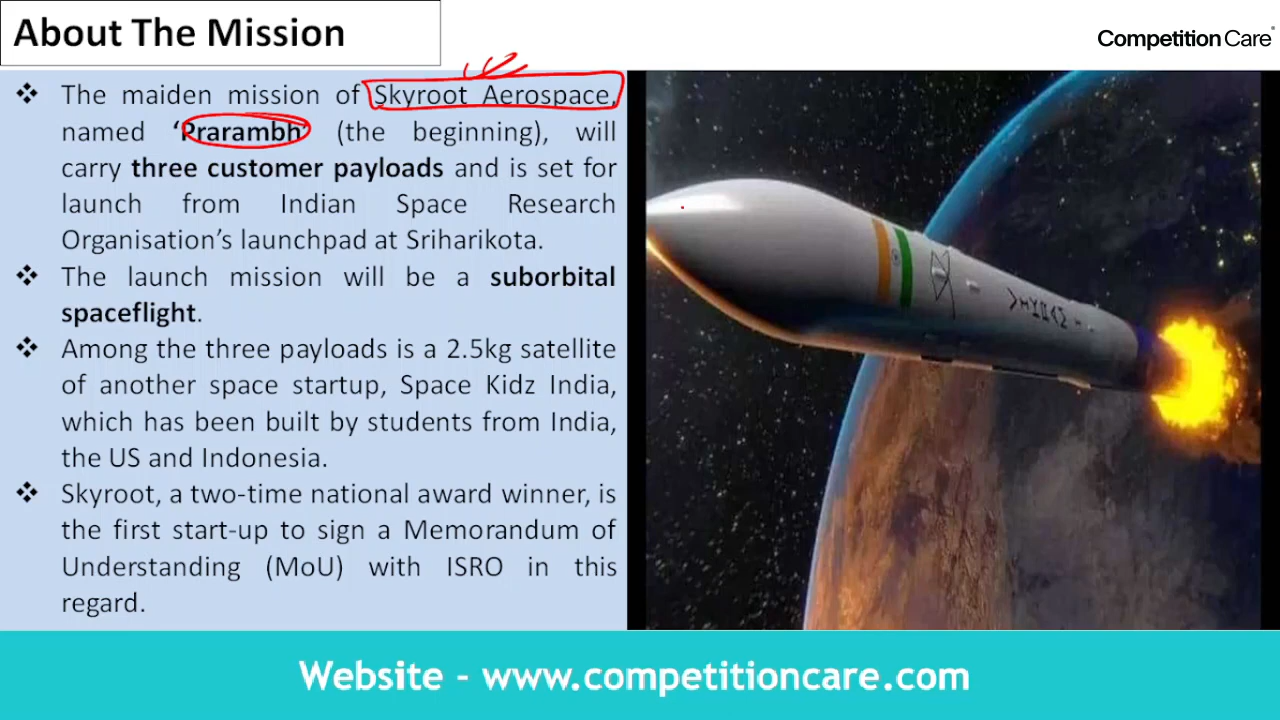 About The Mission
Competition Care
❖ The maiden mission of Skyroot Aerospace,
named ‘Prarambh’ (the beginning), will
carry three customer payloads and is set for
launch from Indian Space Research
Organisation’s launchpad at Sriharikota.
❖ The launch mission will be a suborbital
spaceflight.
❖ Among the three payloads is a 2.5kg satellite
of another space startup, Space Kidz India,
which has been built by students from India,
the US and Indonesia.
❖ Skyroot, a two-time national award winner, is
the first start-up to sign a Memorandum of
Understanding (MoU) with ISRO in this
regard.
Website - www.competitioncare.com